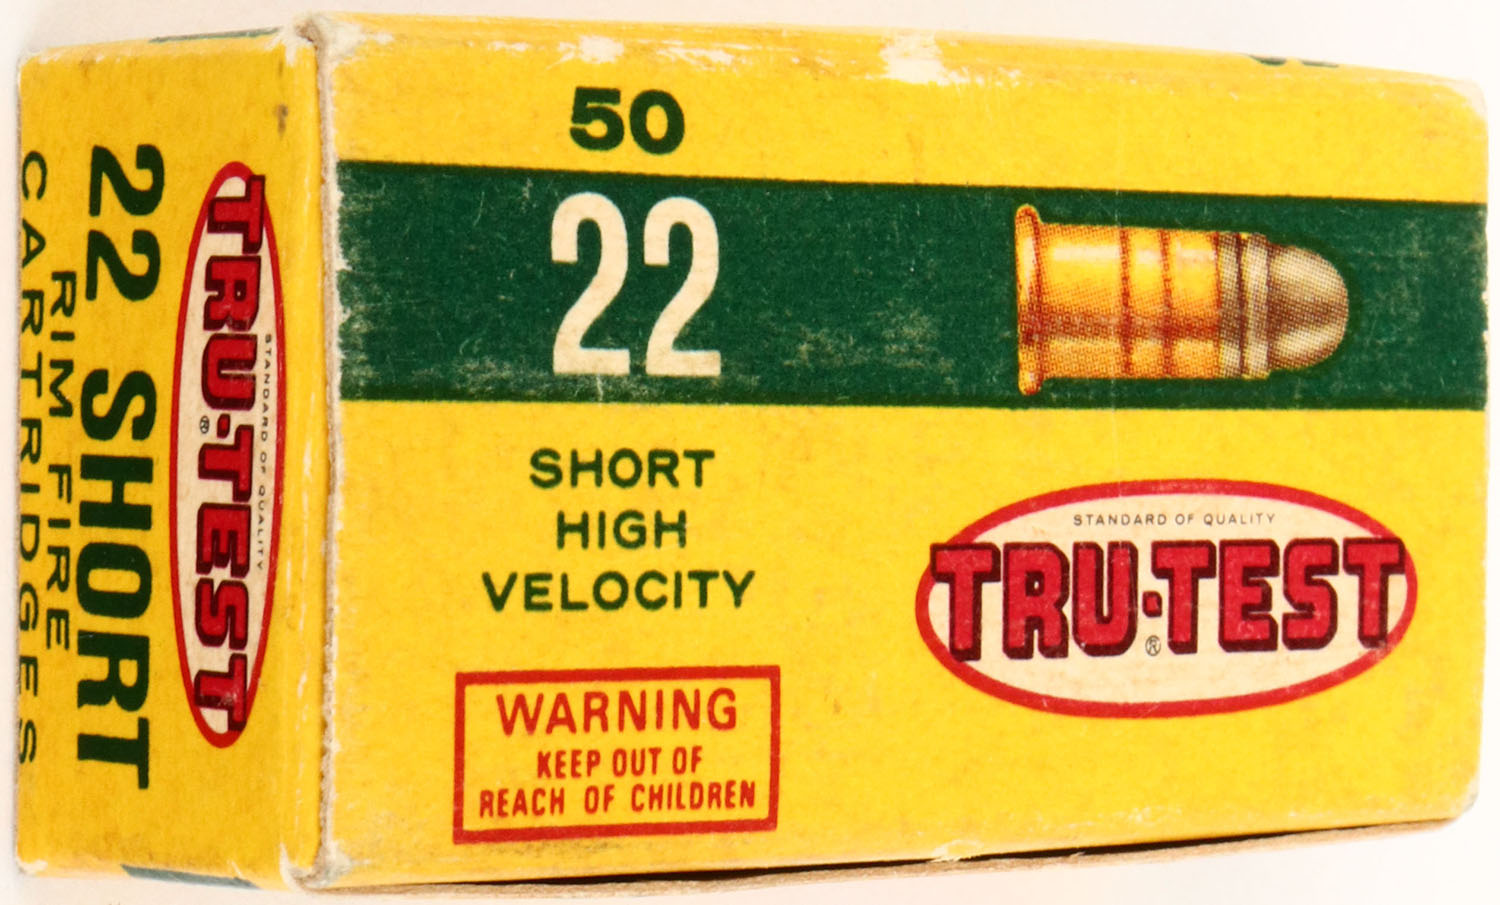 50
22
SHORT
HIGH
VELOCITY
WARNING
KEEP OUT OF
REACH OF CHILDREN
STANDARD OF QUALITY
TRU·TEST
®
STANDARD OF QUALITY
TRU·TEST
®
22 SHORT
RIM FIRE
CARTRIDGES